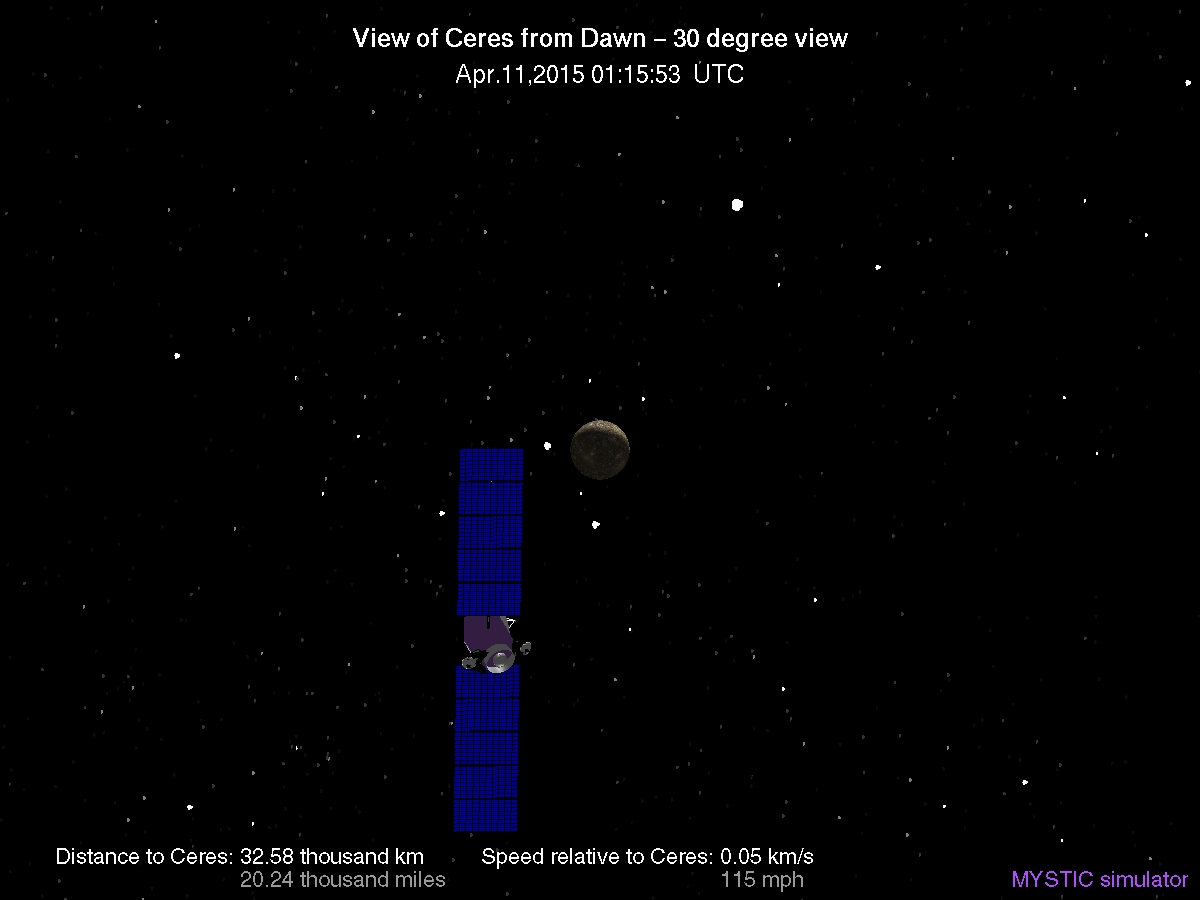 View of Ceres from Dawn – 30 degree view
Apr.11,2015 01:15:53 UTC
Distance to Ceres: 32.58 thousand km Speed relative to Ceres: 0.05 km/s
20.24 thousand miles 115 mph
MYSTIC simulator